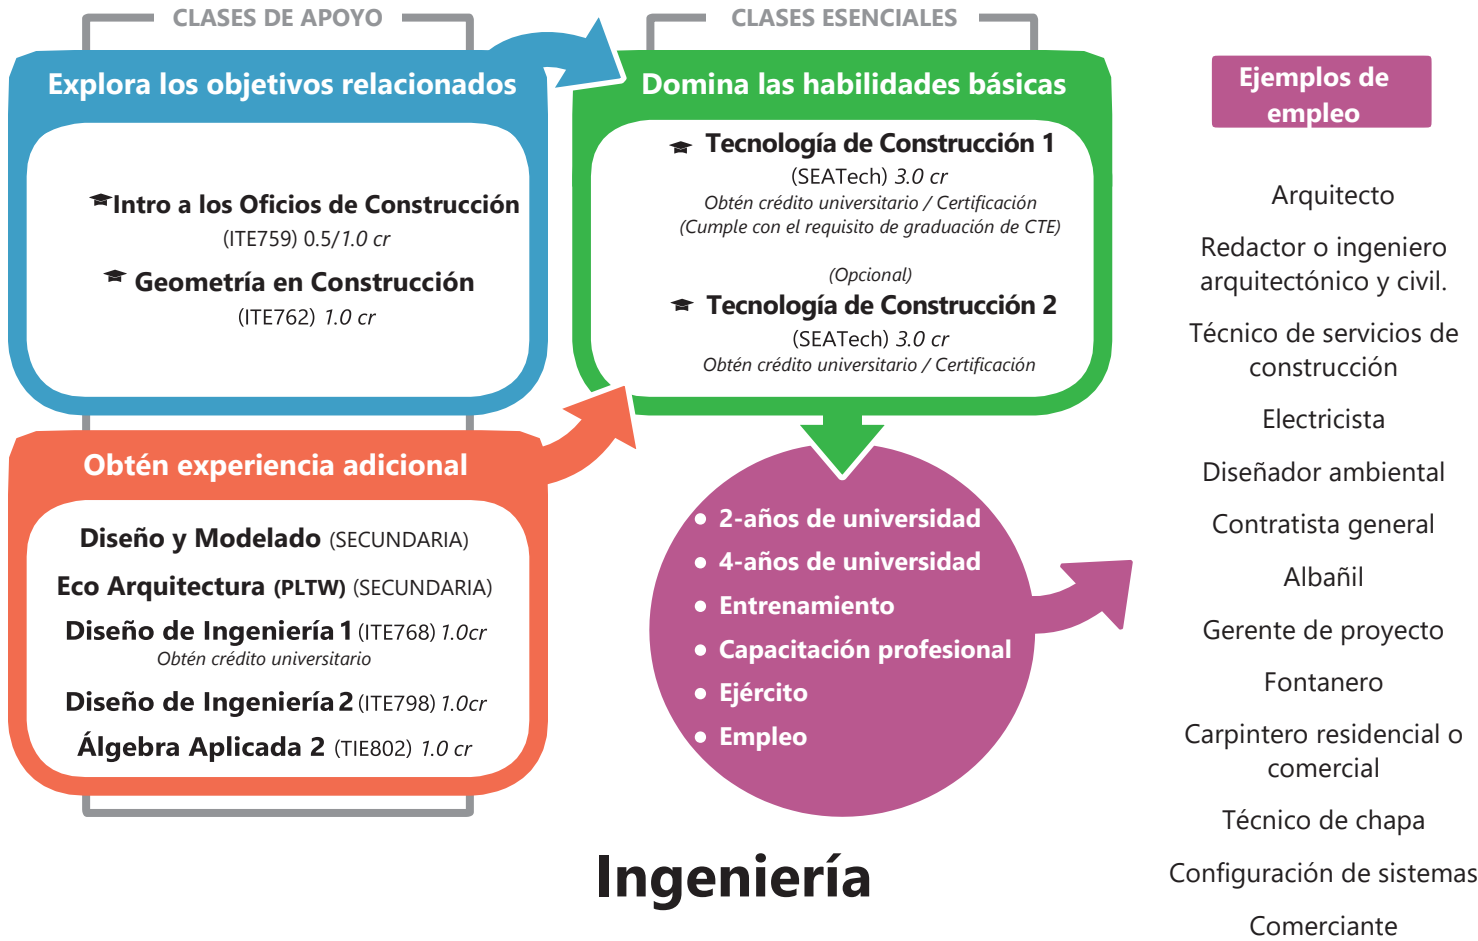 CLASES DE APOYO
Explora los objetivos relacionados
Intro a los Oficios de Construcción
(ITE759) 0.5/1.0 cr
Geometría en Construcción
(ITE762) 1.0 cr
Obtén experiencia adicional
Diseño y Modelado (SECUNDARIA)
Eco Arquitectura (PLTW) (SECUNDARIA)
Diseño de Ingeniería 1 (ITE768) 1.0cr
Obtén crédito universitario
Diseño de Ingeniería 2 (ITE798) 1.0cr
Álgebra Aplicada 2 (TIE802) 1.0 cr
CLASES ESENCIALES
Domina las habilidades básicas
Tecnología de Construcción 1
(SEATech) 3.0 cr
Obtén crédito universitario / Certificación
(Cumple con el requisito de graduación de CTE)
(Opcional)
Tecnología de Construcción 2
(SEATech) 3.0 cr
Obtén crédito universitario / Certificación
• 2-años de universidad
• 4-años de universidad
• Entrenamiento
• Capacitación profesional
• Ejército
• Empleo
Ejemplos de
empleo
Arquitecto
Redactor o ingeniero
arquitectónico y civil.
Técnico de servicios de
construcción
Electricista
Diseñador ambiental
Contratista general
Albañil
Gerente de proyecto
Fontanero
Carpintero residencial o
comercial
Técnico de chapa
Configuración de sistemas
Comerciante
Ingeniería